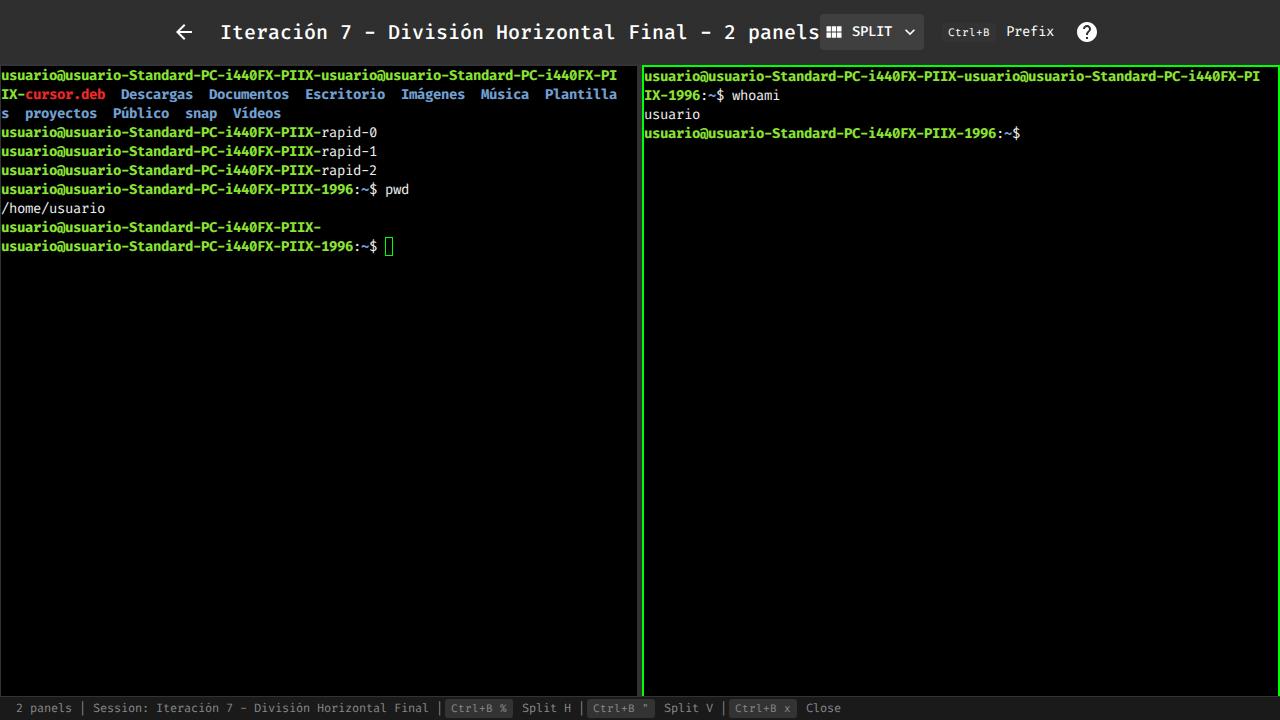 Iteración 7 - División Horizontal Final - 2 panels SPLIT Ctrl+B Prefix ?
usuario@usuario-Standard-PC-i440FX-PIIX-usuario@usuario-Standard-PC-i440FX-PI
IX-cursor.deb  Descargas  Documentos  Escritorio  Imágenes  Música  Plantilla
s  proyectos  Público  snap  Vídeos
usuario@usuario-Standard-PC-i440FX-PIIX-rapid-0
usuario@usuario-Standard-PC-i440FX-PIIX-rapid-1
usuario@usuario-Standard-PC-i440FX-PIIX-rapid-2
usuario@usuario-Standard-PC-i440FX-PIIX-1996:~$ pwd
/home/usuario
usuario@usuario-Standard-PC-i440FX-PIIX-
usuario@usuario-Standard-PC-i440FX-PIIX-1996:~$
usuario@usuario-Standard-PC-i440FX-PIIX-usuario@usuario-Standard-PC-i440FX-PI
IX-1996:~$ whoami
usuario
usuario@usuario-Standard-PC-i440FX-PIIX-1996:~$
2 panels | Session: Iteración 7 - División Horizontal Final | Ctrl+B % Split H | Ctrl+B " Split V | Ctrl+B x Close